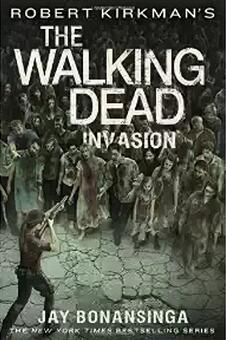 ROBERT KIRKMAN'S
THE
WALKING
DEAD
INVASION
JAY BONANSINGA
THE NEW YORK TIMES BESTSELLING SERIES